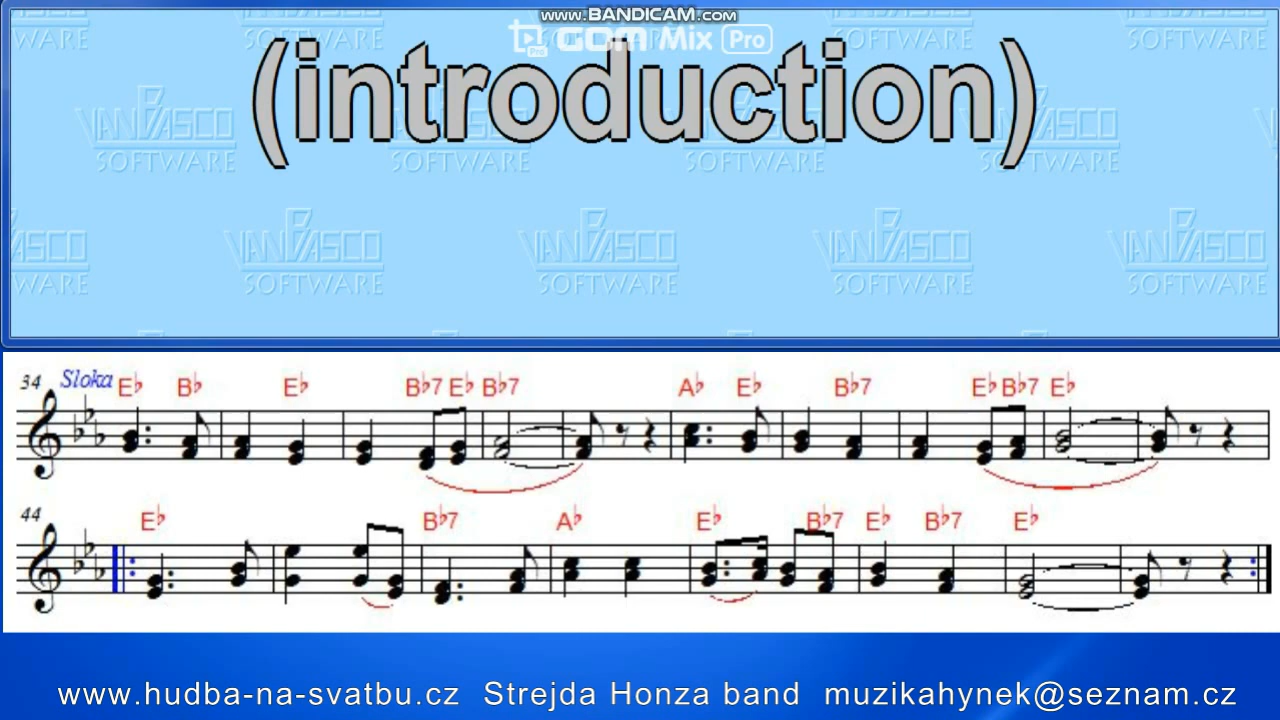 www.BANDICAM.com
GOM Mix Pro
(introduction)
VANBASCO SOFTWARE
34 Sloka E♭ B♭ E♭ B♭7 E♭ B♭7 A♭ E♭ B♭7 E♭ B♭7 E♭
44 E♭ B♭7 A♭ E♭ B♭7 E♭ B♭7 E♭
www.hudba-na-svatbu.cz Strejda Honza band muzikahynek@seznam.cz